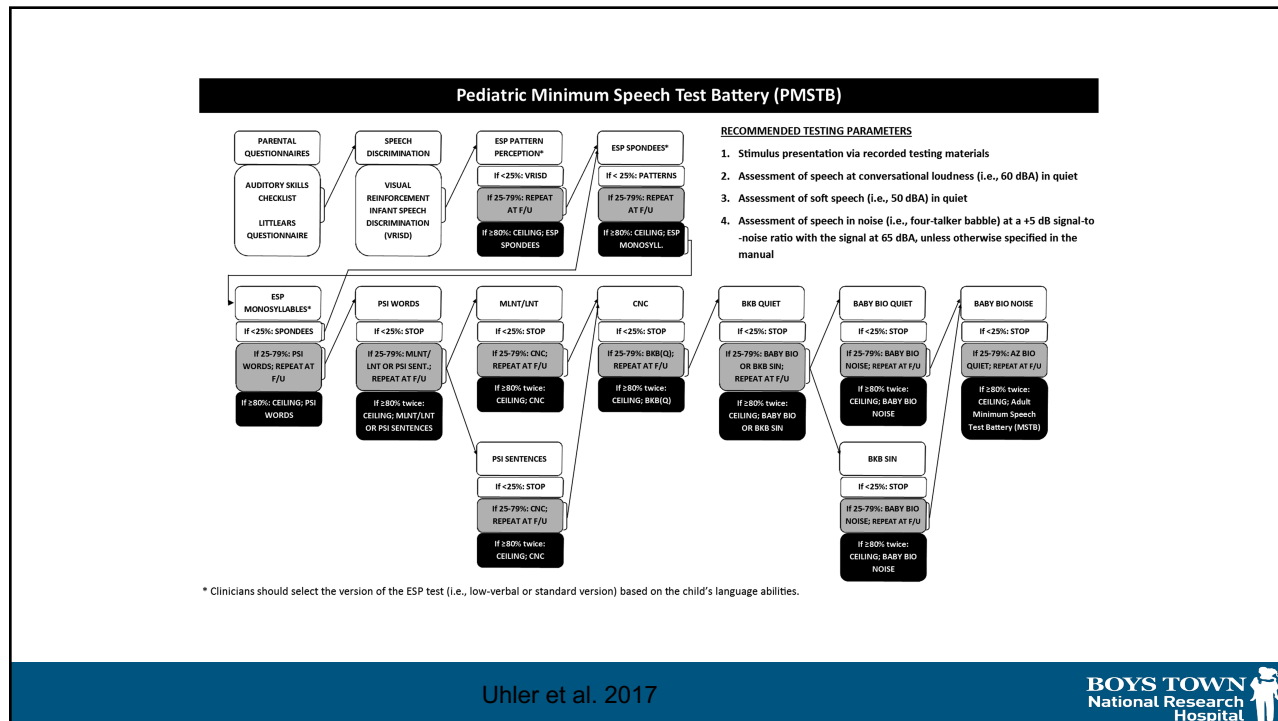 Pediatric Minimum Speech Test Battery (PMSTB)
PARENTAL
QUESTIONNAIRES
AUDITORY SKILLS
CHECKLIST
LITTLEARS
QUESTIONNAIRE
SPEECH
DISCRIMINATION
VISUAL
REINFORCEMENT
INFANT SPEECH
DISCRIMINATION
(VRISD)
ESP PATTERN
PERCEPTION*
If <25%: VRISD
If 25-79%: REPEAT
AT F/U
If ≥80%: CEILING; ESP
SPONDEES
ESP SPONDEES*
If < 25%: PATTERNS
If 25-79%: REPEAT
AT F/U
If ≥80%: CEILING; ESP
MONOSYLL.
RECOMMENDED TESTING PARAMETERS
1. Stimulus presentation via recorded testing materials
2. Assessment of speech at conversational loudness (i.e., 60 dBA) in quiet
3. Assessment of soft speech (i.e., 50 dBA) in quiet
4. Assessment of speech in noise (i.e., four-talker babble) at a +5 dB signal-to
-noise ratio with the signal at 65 dBA, unless otherwise specified in the
manual
ESP
MONOSYLLABLES*
If <25%: SPONDEES
If 25-79%: PSI
WORDS; REPEAT AT
F/U
If ≥80%: CEILING; PSI
WORDS
PSI WORDS
If <25%: STOP
If 25-79%: MLNT/
LNT OR PSI SENT.;
REPEAT AT F/U
If ≥80% twice:
CEILING; MLNT/LNT
OR PSI SENTENCES
MLNT/LNT
If <25%: STOP
If 25-79%: CNC;
REPEAT AT F/U
If ≥80% twice:
CEILING; CNC
CNC
If <25%: STOP
If 25-79%: BKB(Q);
REPEAT AT F/U
If ≥80% twice:
CEILING; BKB(Q)
BKB QUIET
If <25%: STOP
If 25-79%: BABY BIO
OR BKB SIN;
REPEAT AT F/U
If ≥80% twice:
CEILING; BABY BIO
OR BKB SIN
BABY BIO QUIET
If <25%: STOP
If 25-79%: BABY BIO
NOISE; REPEAT AT F/U
If ≥80% twice:
CEILING; BABY BIO
NOISE
BABY BIO NOISE
If <25%: STOP
If 25-79%: AZ BIO
QUIET; REPEAT AT F/U
If ≥80% twice:
CEILING; Adult
Minimum Speech
Test Battery (MSTB)
PSI SENTENCES
If <25%: STOP
If 25-79%: CNC;
REPEAT AT F/U
If ≥80% twice:
CEILING; CNC
BKB SIN
If <25%: STOP
If 25-79%: BABY BIO
NOISE; REPEAT AT F/U
If ≥80% twice:
CEILING; BABY BIO
NOISE
* Clinicians should select the version of the ESP test (i.e., low-verbal or standard version) based on the child's language abilities.
Uhler et al. 2017
BOYS TOWN
National Research
Hospital